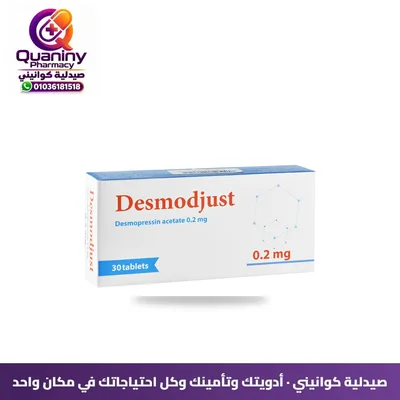 Quaniny
Pharmacy
صيدلية كوانيني
01036181518
Desmodjust
Desmopressin acetate 0.2 mg
30 tablets
0.2 mg
صيدلية كوانيني - أدويتك وتأمينك وكل احتياجاتك في مكان واحد